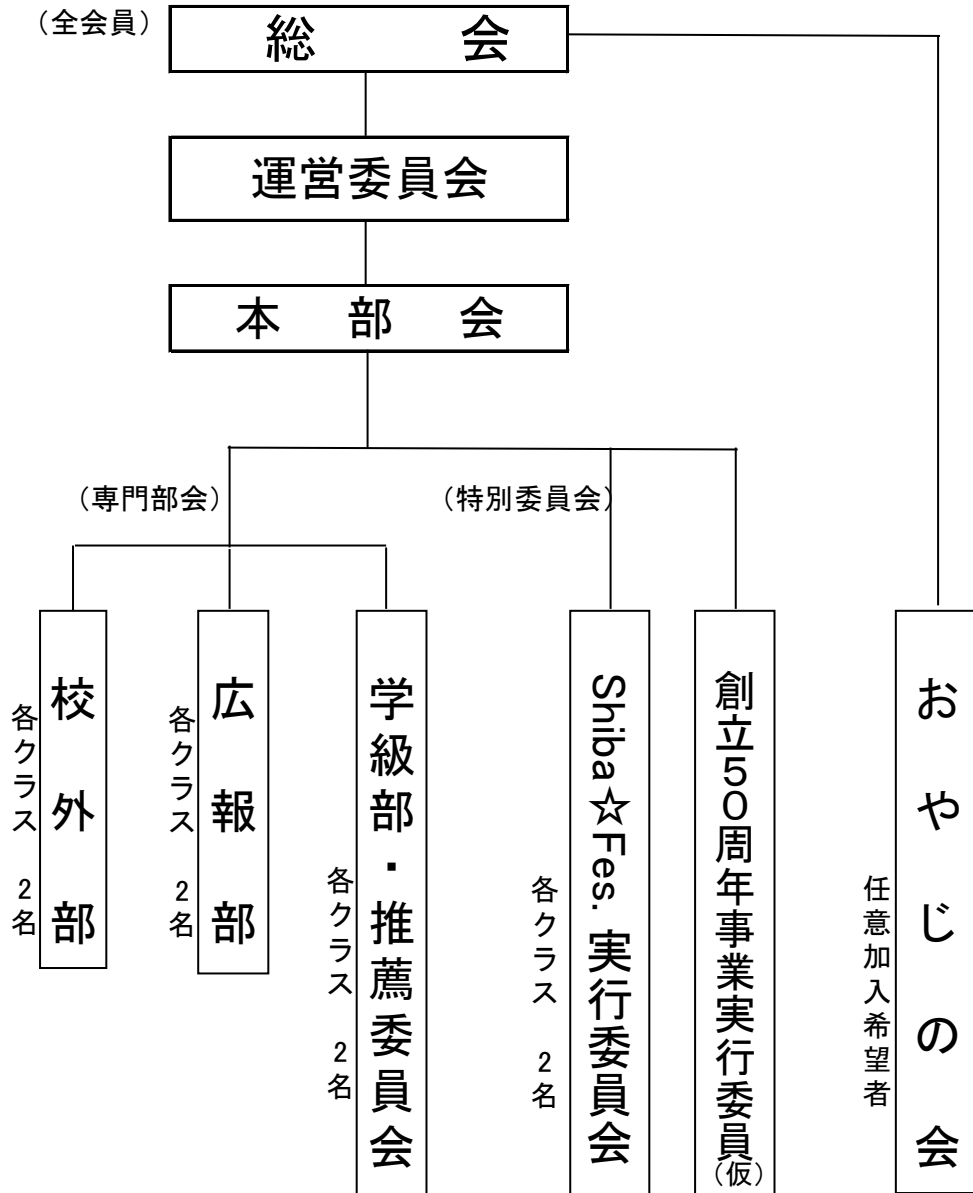 （全会員）
総　会
運営委員会
本　部　会
（専門部会）
（特別委員会）
校外部
各クラス　2名
広報部
各クラス　2名
学級部・推薦委員会
各クラス　2名
Shiba☆Fes.実行委員会
各クラス　2名
創立50周年事業実行委員（仮）
おやじの会
任意加入希望者